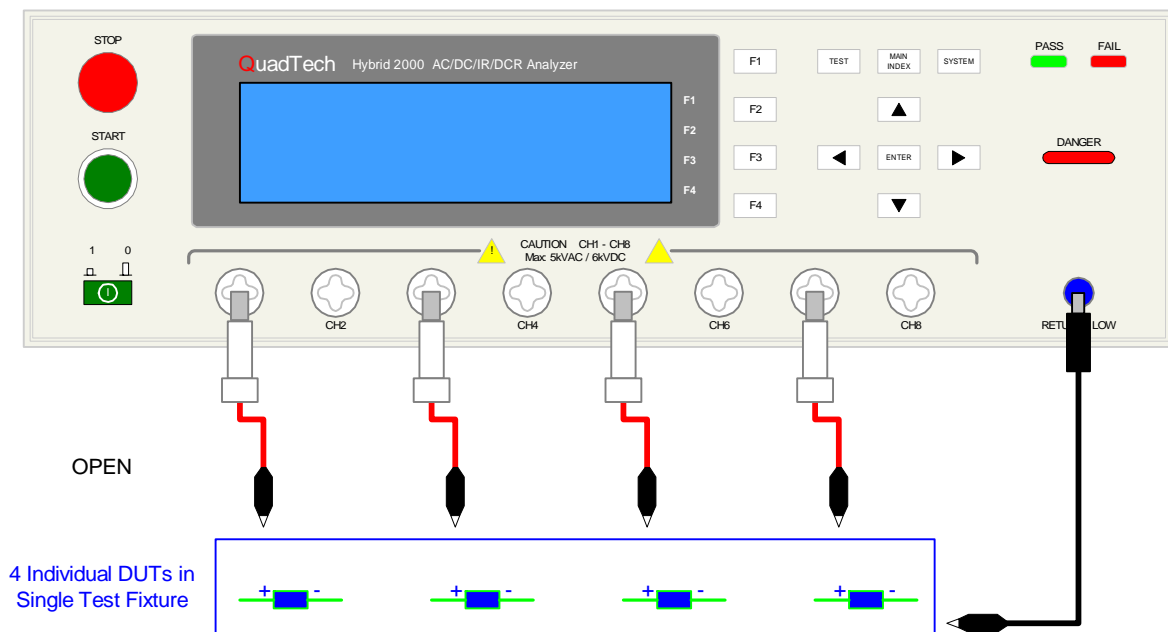 STOP
START
1 0
QuadTech Hybrid 2000 AC/DC/IR/DCR Analyzer
F1
F2
F3
F4
F1
F2
F3
F4
TEST
MAIN INDEX
SYSTEM
ENTER
PASS FAIL
DANGER
! CAUTION CH1 - CH8
Max: 5kVAC / 6kVDC
CH2
CH4
CH6
CH8
LOW
OPEN
4 Individual DUTs in
Single Test Fixture
+ - + - + - + -